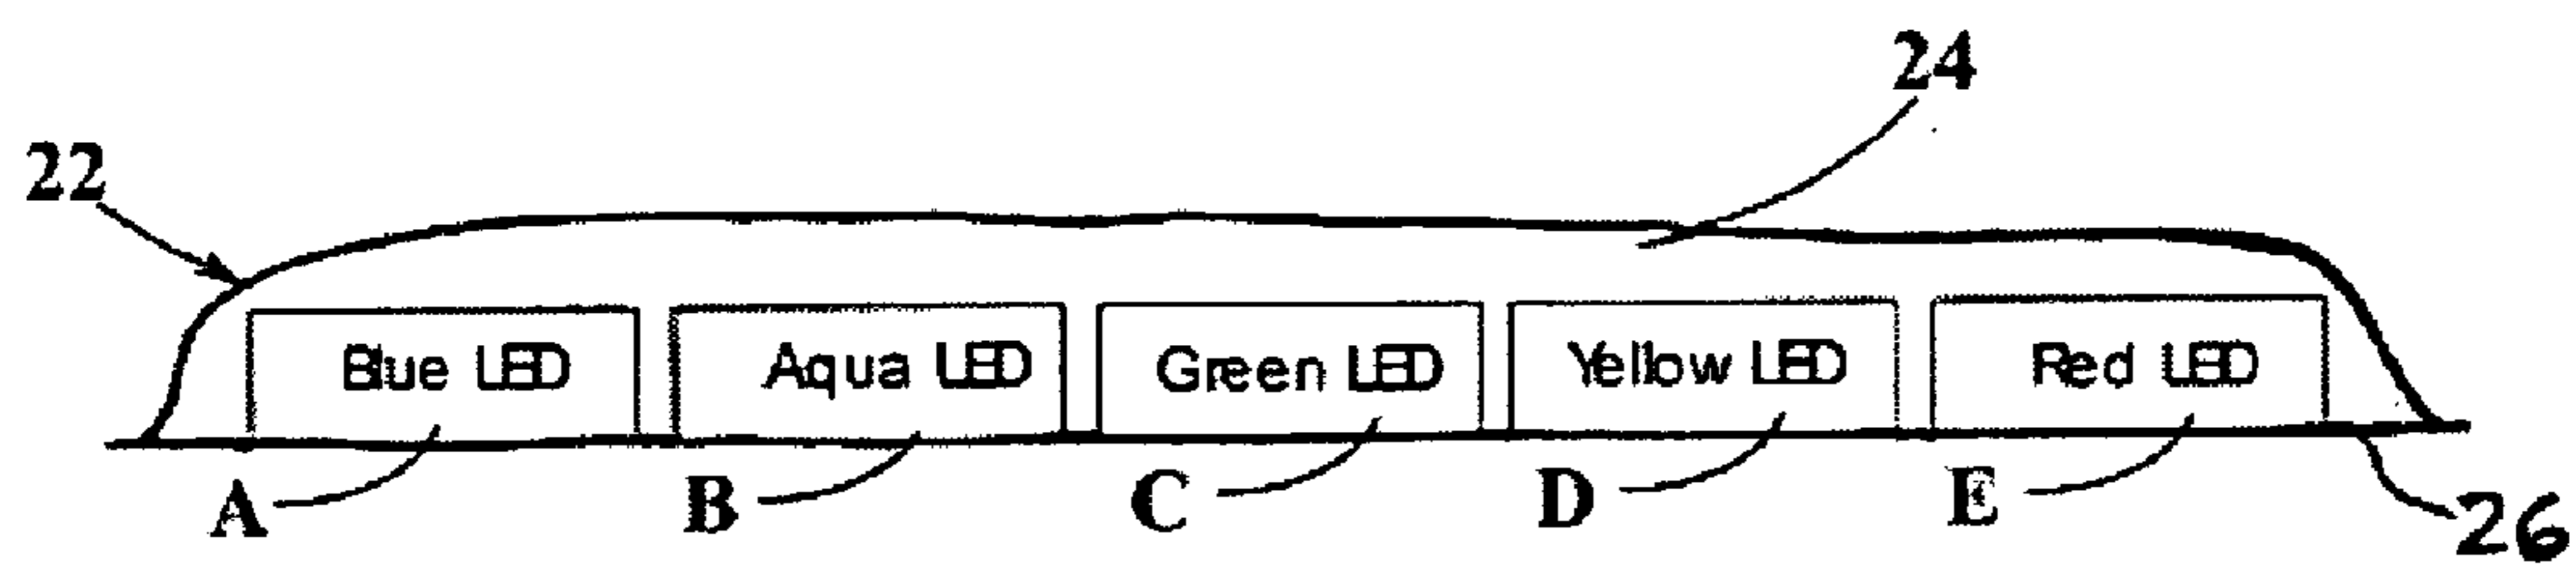 24
22
Blue LED Aqua LED Green LED Yellow LED Red LED
A B C D E 26